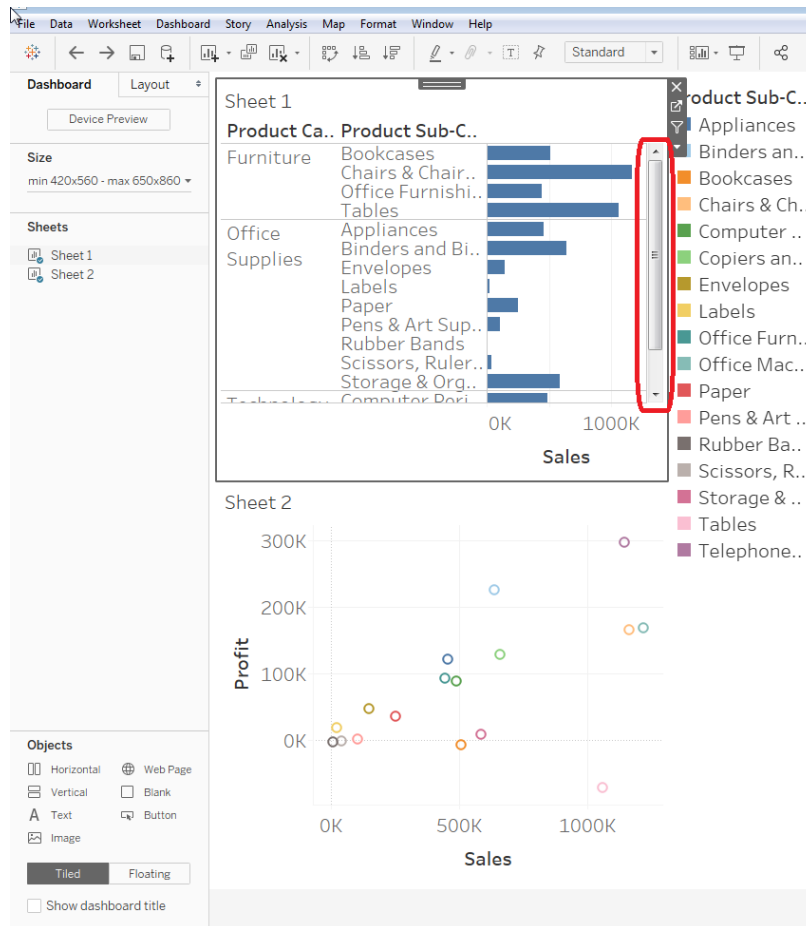 File Data Worksheet Dashboard Story Analysis Map Format Window Help
Standard
Dashboard Layout
Device Preview
Size
min 420x560 - max 650x860
Sheets
Sheet 1
Sheet 2
Objects
Horizontal Web Page
Vertical Blank
Text Button
Image
Tiled Floating
Show dashboard title
Sheet 1
Product Ca.. Product Sub-C..
Furniture Bookcases
Chairs & Chair..
Office Furnishi..
Tables
Office Supplies Appliances
Binders and Bi..
Envelopes
Labels
Paper
Pens & Art Sup..
Rubber Bands
Scissors, Ruler..
Storage & Org..
Technology Computer Peri
0K 1000K
Sales
Sheet 2
300K
200K
100K
0K
Profit
0K 500K 1000K
Sales
roduct Sub-C..
Appliances
Binders an..
Bookcases
Chairs & Ch..
Computer ..
Copiers an..
Envelopes
Labels
Office Furn..
Office Mac..
Paper
Pens & Art ..
Rubber Ba..
Scissors, R..
Storage & ..
Tables
Telephone..